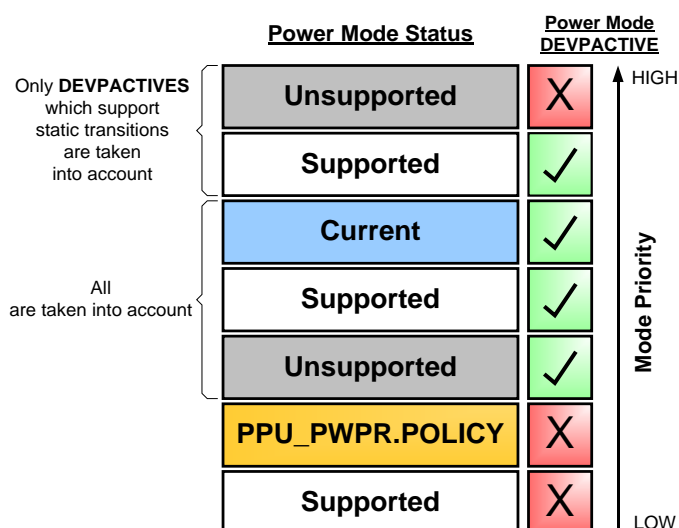 Power Mode Status
Power Mode
DEVPACTIVE
Only DEVPACTIVES
which support
static transitions
are taken
into account
Unsupported
X
HIGH
Supported
✓
Current
✓
All
are taken into account
Supported
✓
Unsupported
✓
Mode Priority
PPU_PWPR.POLICY
X
Supported
X
LOW